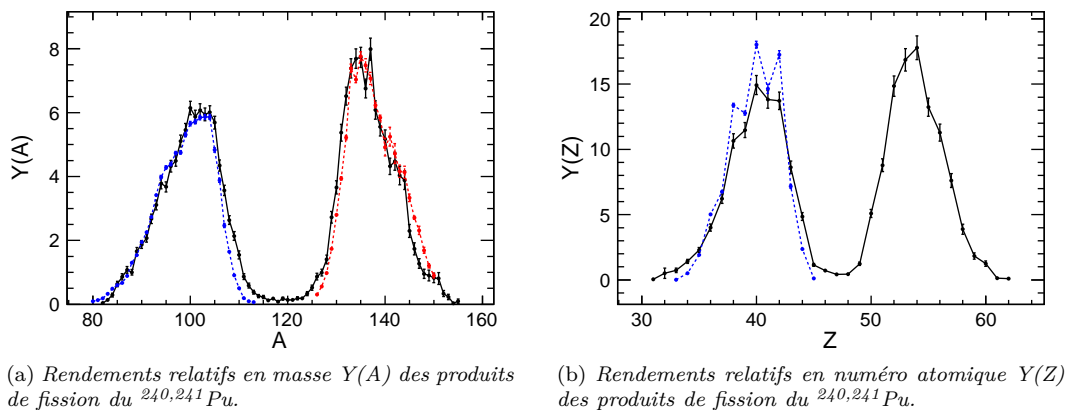 Y(A)
8
6
4
2
0
80 100 120 140 160
A
Y(Z)
20
15
10
5
0
30 40 50 60
Z
(a) Rendements relatifs en masse Y(A) des produits
de fission du 240,241Pu.
(b) Rendements relatifs en numéro atomique Y(Z)
des produits de fission du 240,241Pu.